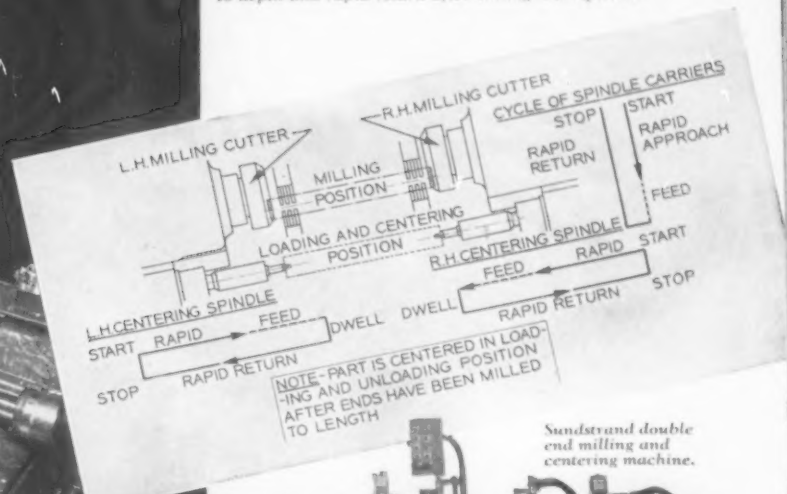 L.H. MILLING CUTTER
R.H. MILLING CUTTER
CYCLE OF SPINDLE CARRIERS
STOP
START
RAPID
RETURN
RAPID
APPROACH
FEED
MILLING
POSITION
LOADING AND CENTERING
POSITION
R.H. CENTERING SPINDLE
FEED
RAPID
START
DWELL
RAPID RETURN
STOP
L.H. CENTERING SPINDLE
START
RAPID
FEED
DWELL
RAPID RETURN
STOP
NOTE-PART IS CENTERED IN LOAD-
-ING AND UNLOADING POSITION
AFTER ENDS HAVE BEEN MILLED
TO LENGTH
Sundstrand double
end milling and
centering machine.